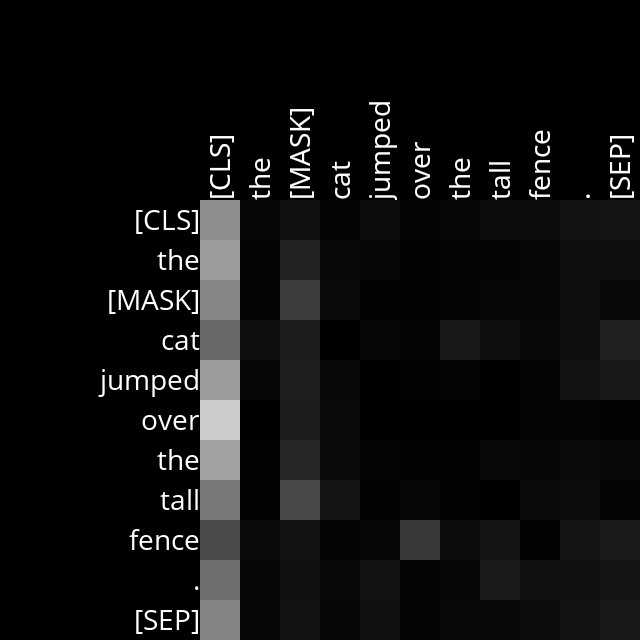 [CLS] the [MASK] cat jumped over the tall fence . [SEP]
[CLS]
the
[MASK]
cat
jumped
over
the
tall
fence
.
[SEP]